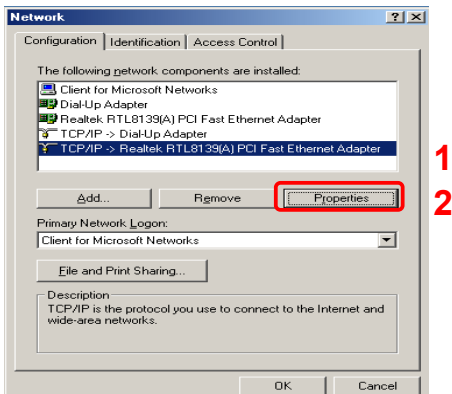 Network
Configuration Identification Access Control
The following network components are installed:
Client for Microsoft Networks
Dial-Up Adapter
Realtek RTL8139(A) PCI Fast Ethernet Adapter
TCP/IP -> Dial-Up Adapter
TCP/IP -> Realtek RTL8139(A) PCI Fast Ethernet Adapter
1
Add... Remove Properties
2
Primary Network Logon:
Client for Microsoft Networks
File and Print Sharing...
Description
TCP/IP is the protocol you use to connect to the Internet and
wide-area networks.
OK Cancel